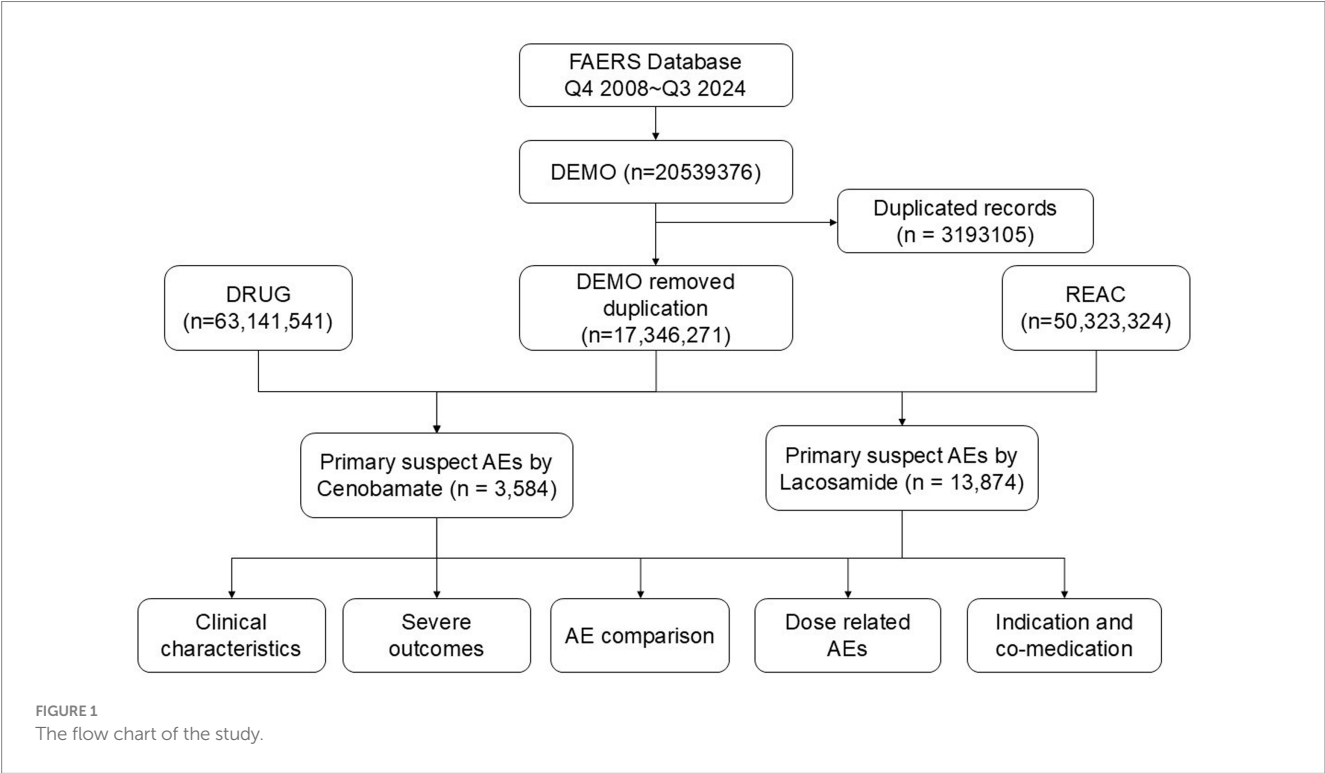 FAERS Database
Q4 2008~Q3 2024
DEMO (n=20539376)
Duplicated records
(n = 3193105)
DRUG
(n=63,141,541)
DEMO removed
duplication
(n=17,346,271)
REAC
(n=50,323,324)
Primary suspect AEs by
Cenobamate (n = 3,584)
Primary suspect AEs by
Lacosamide (n = 13,874)
Clinical
characteristics
Severe
outcomes
AE comparison
Dose related
AEs
Indication and
co-medication
FIGURE 1
The flow chart of the study.